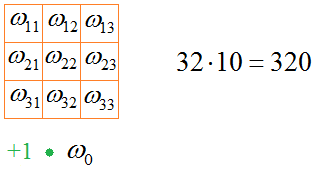 ω₁₁ ω₁₂ ω₁₃
ω₂₁ ω₂₂ ω₂₃
32·10 = 320
ω₃₁ ω₃₂ ω₃₃
+1 • ω₀